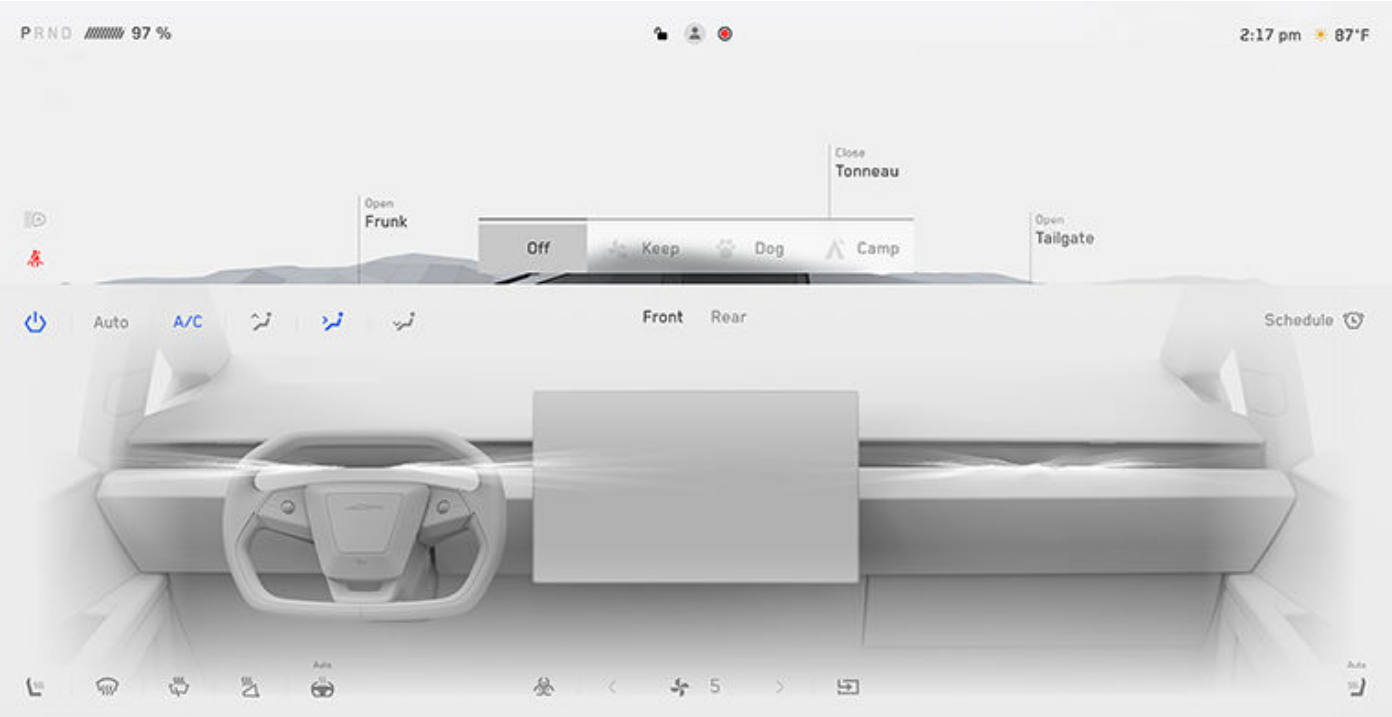 PRND 97 %
2:17 pm 87°F
Close
Tonneau
Open
Frunk
Open
Tailgate
Off Keep Dog Camp
Auto A/C Front Rear Schedule
Auto
Auto
5